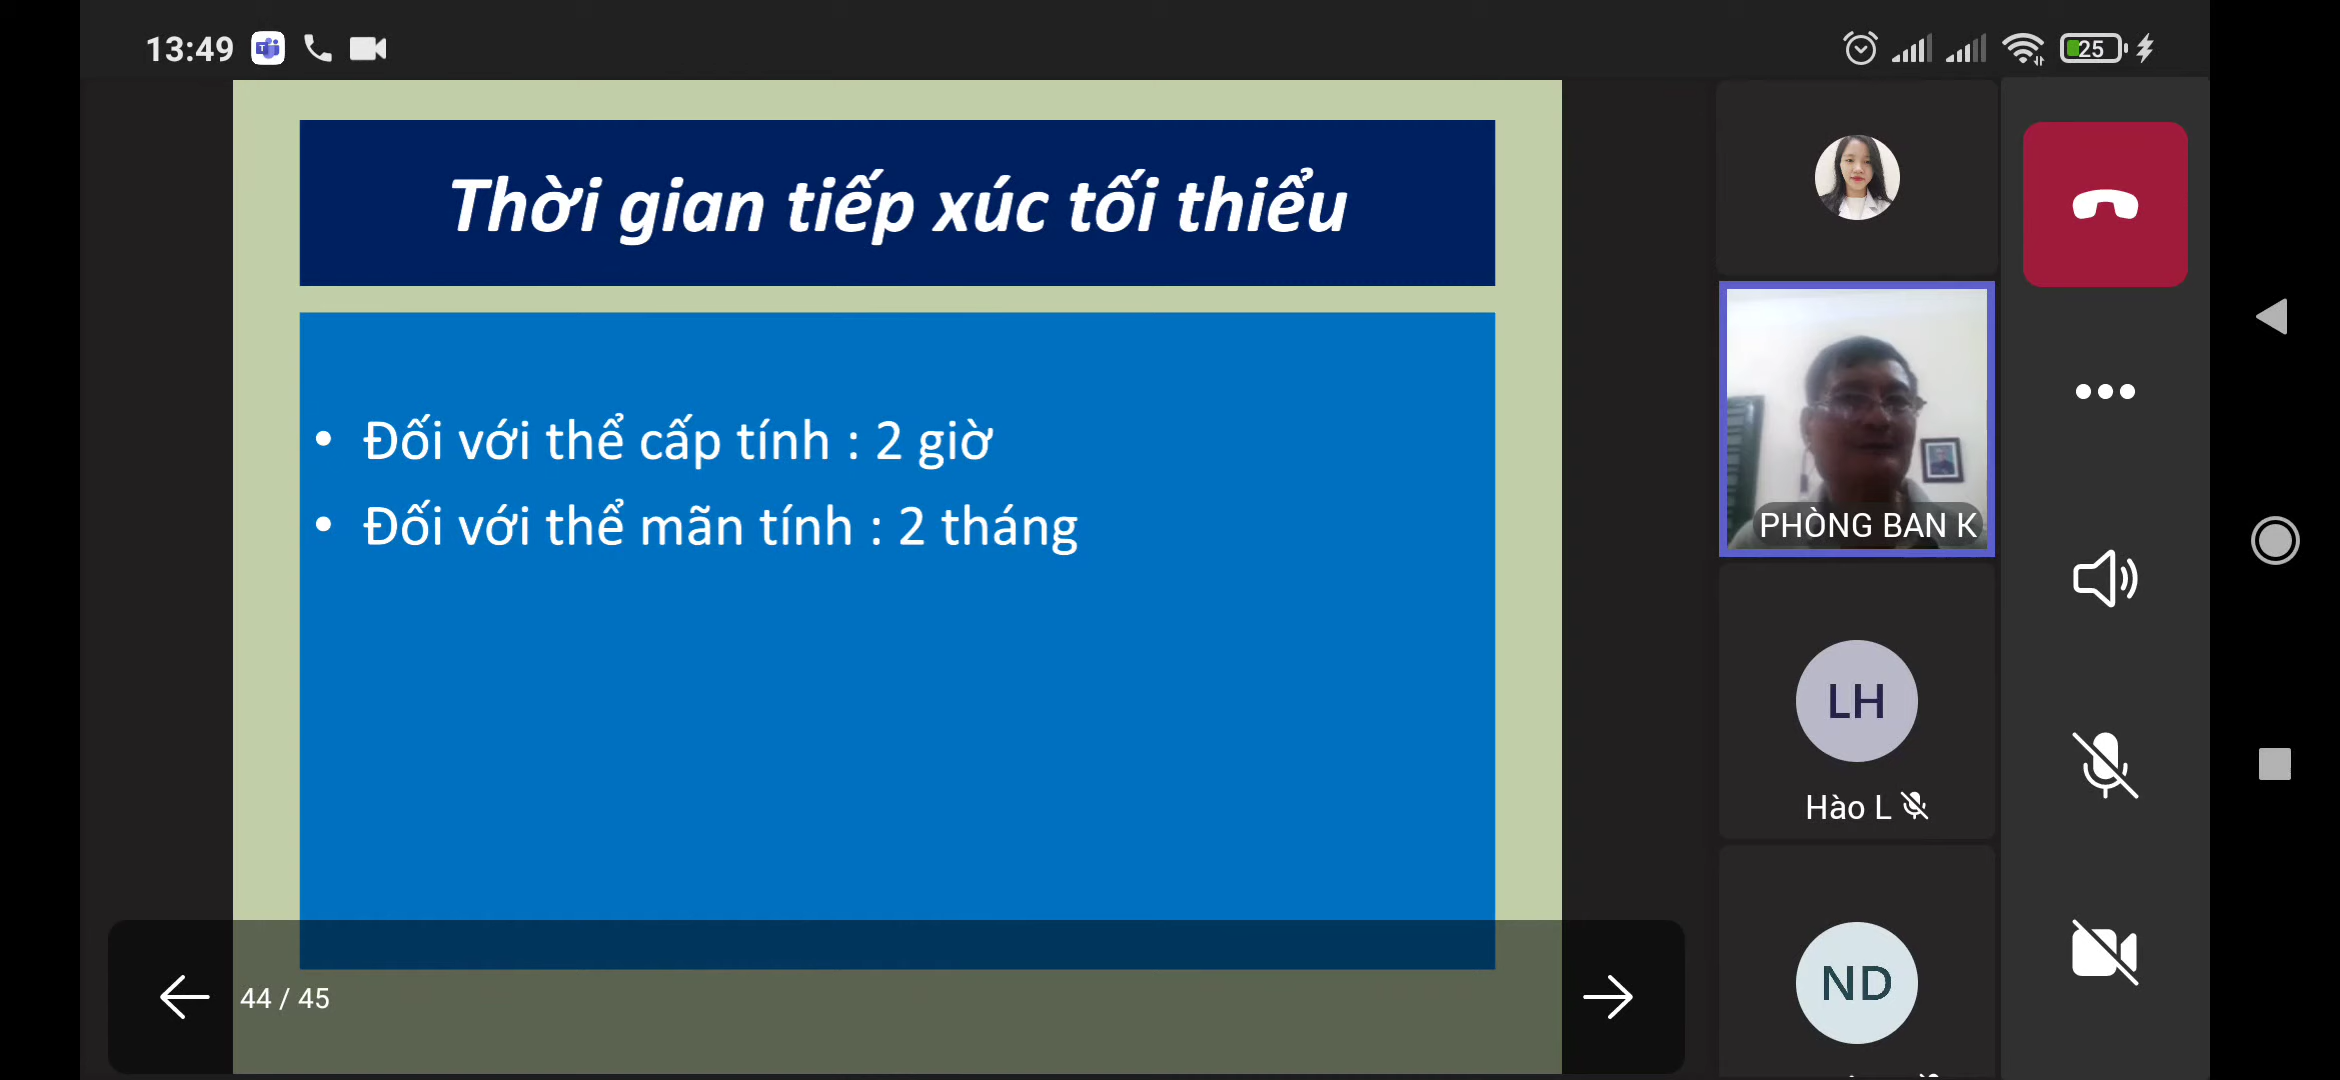 13:49
25
Thời gian tiếp xúc tối thiểu
• Đối với thể cấp tính : 2 giờ
• Đối với thể mãn tính : 2 tháng
44 / 45
PHÒNG BAN K
LH
Hào L
ND